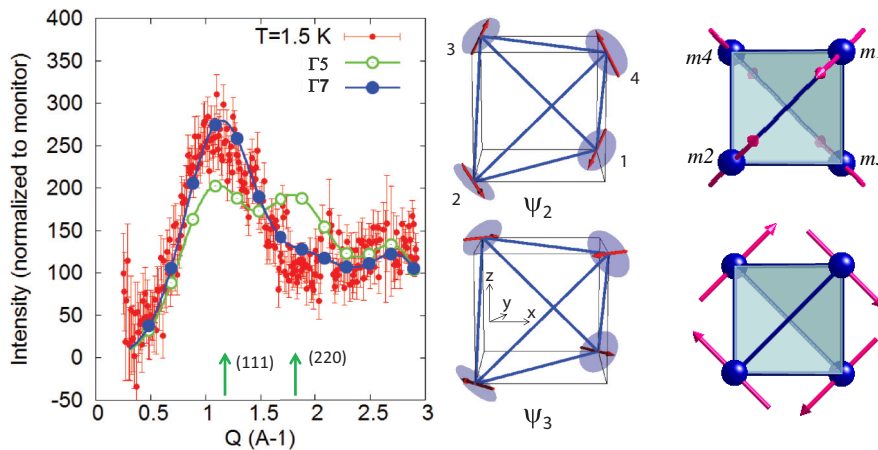 Intensity (normalized to monitor)
400
350
300
250
200
150
100
50
0
-50
T=1.5 K
Γ5
Γ7
(111)
(220)
0 0.5 1 1.5 2 2.5 3
Q (A-1)
3
4
1
2
ψ2
z
y
x
ψ3
m4
m2